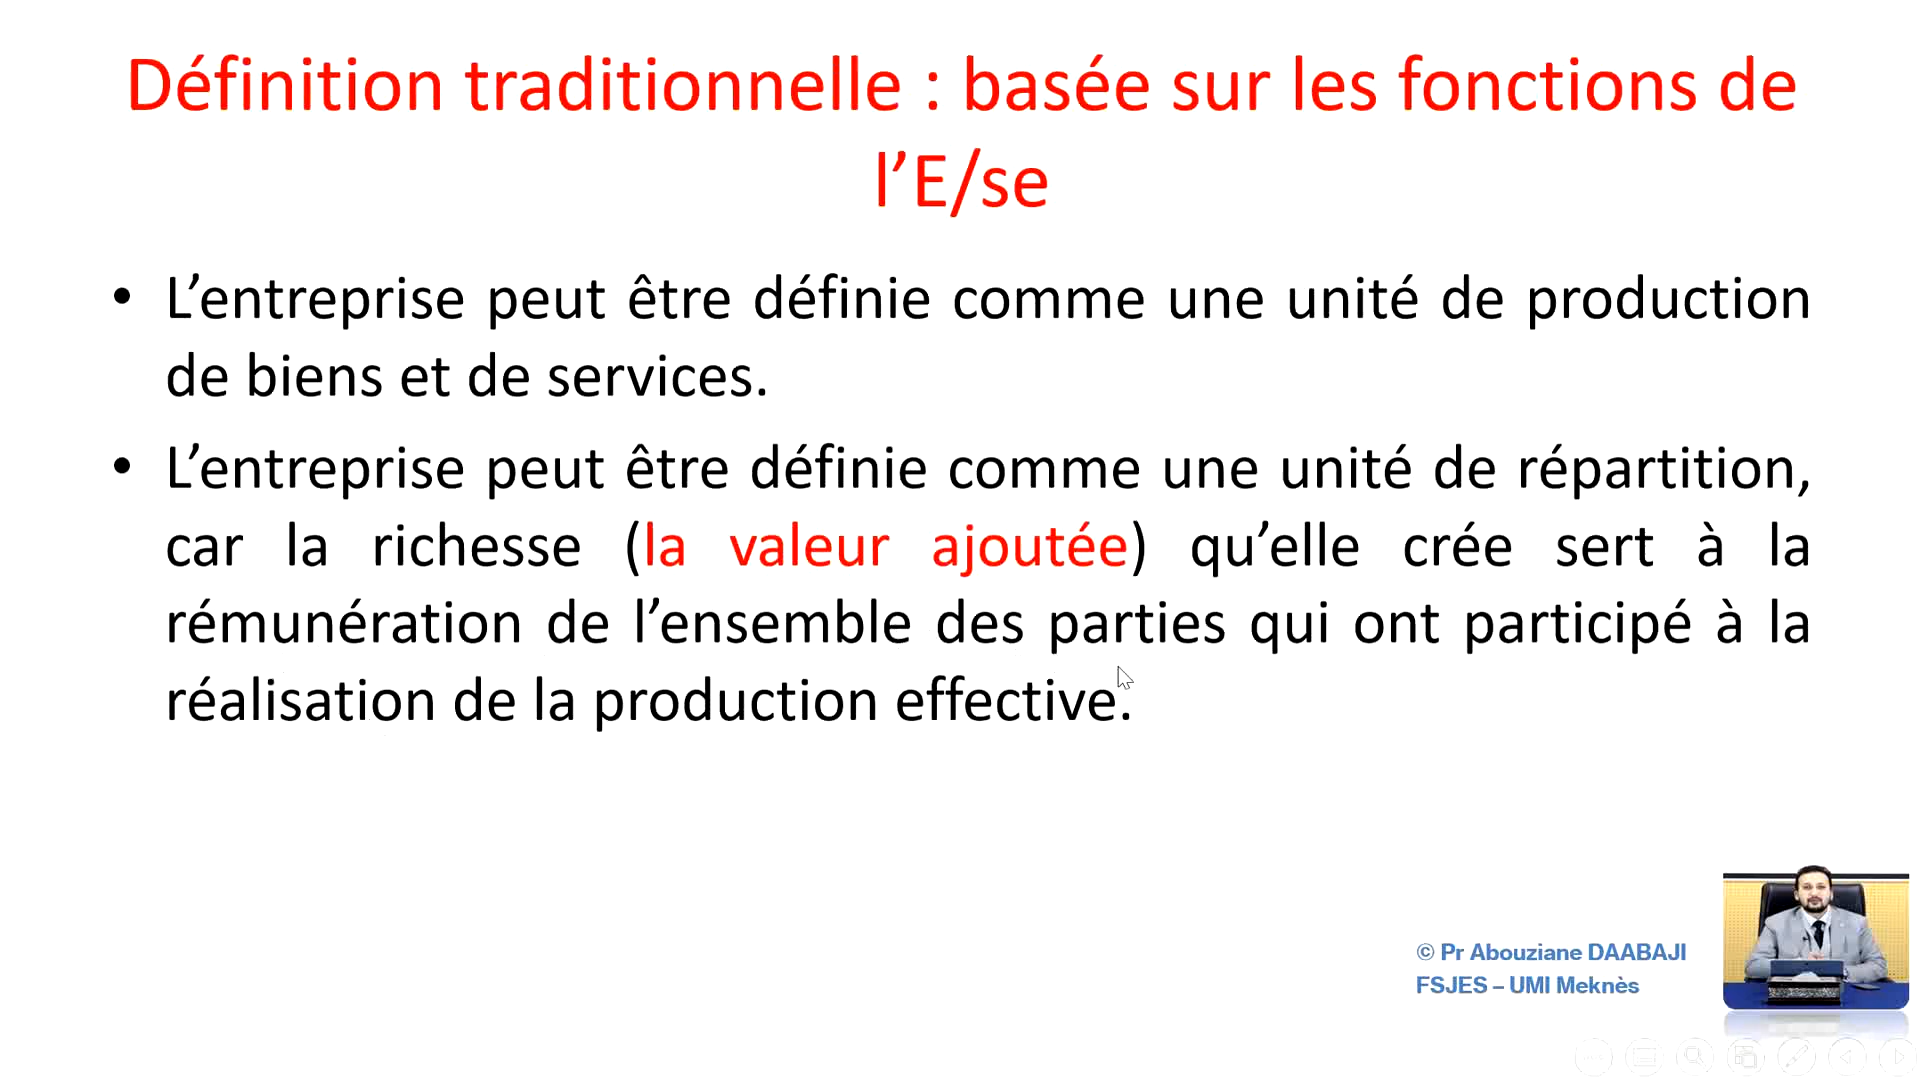 Définition traditionnelle : basée sur les fonctions de
l’E/se
• L’entreprise peut être définie comme une unité de production
de biens et de services.
• L’entreprise peut être définie comme une unité de répartition,
car la richesse (la valeur ajoutée) qu’elle crée sert à la
rémunération de l’ensemble des parties qui ont participé à la
réalisation de la production effective.
© Pr Abouziane DAABAJI
FSJES – UMI Meknès